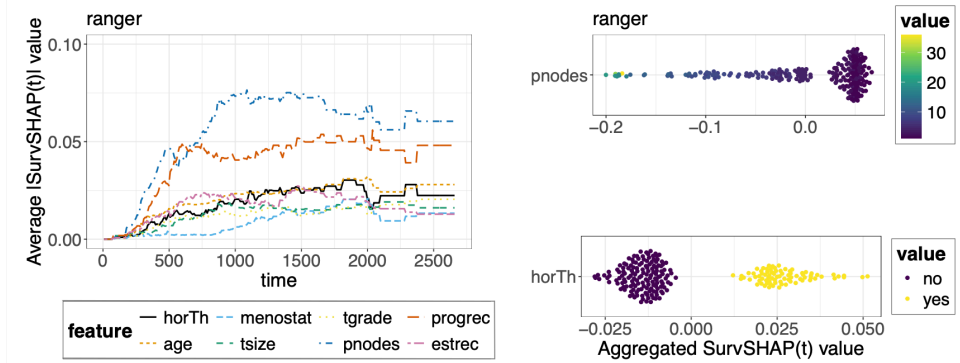 ranger
Average |SurvSHAP(t)| value
0.10
0.05
0.00
0 500 1000 1500 2000 2500
time
feature
horTh menostat tgrade progrec
age tsize pnodes estrec
ranger
pnodes
−0.2 −0.1 0.0
value
30
20
10
horTh
−0.025 0.000 0.025 0.050
Aggregated SurvSHAP(t) value
value
no
yes